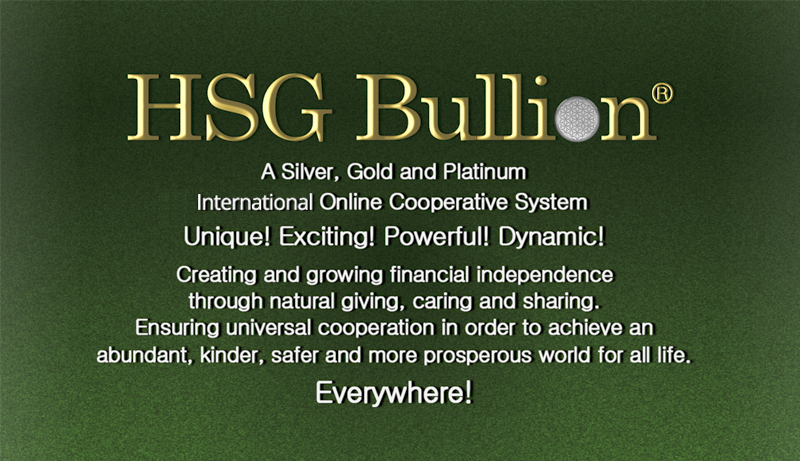 HSG Bullion®
A Silver, Gold and Platinum
International Online Cooperative System
Unique! Exciting! Powerful! Dynamic!
Creating and growing financial independence
through natural giving, caring and sharing.
Ensuring universal cooperation in order to achieve an
abundant, kinder, safer and more prosperous world for all life.
Everywhere!